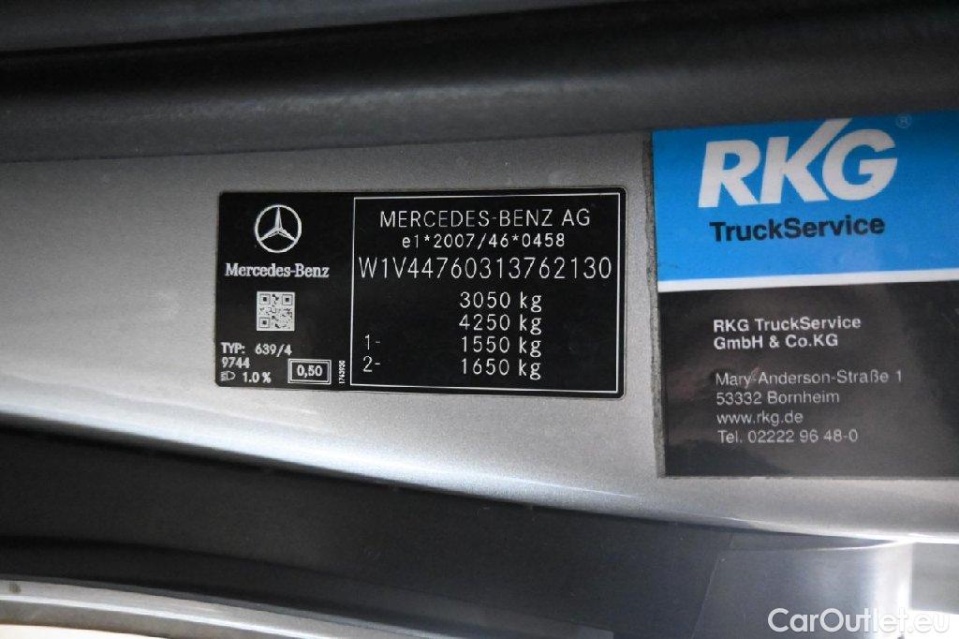 MERCEDES-BENZ AG
e1*2007/46*0458
W1V44760313762130
3050 kg
4250 kg
1- 1550 kg
2- 1650 kg
Mercedes-Benz
TYP: 639/4
9744
1.0 % 0,50
1743930
RKG®
TruckService
RKG TruckService
GmbH & Co.KG
Mary-Anderson-Straße 1
53332 Bornheim
www.rkg.de
Tel. 02222 96 48-0
CarOutlet.eu